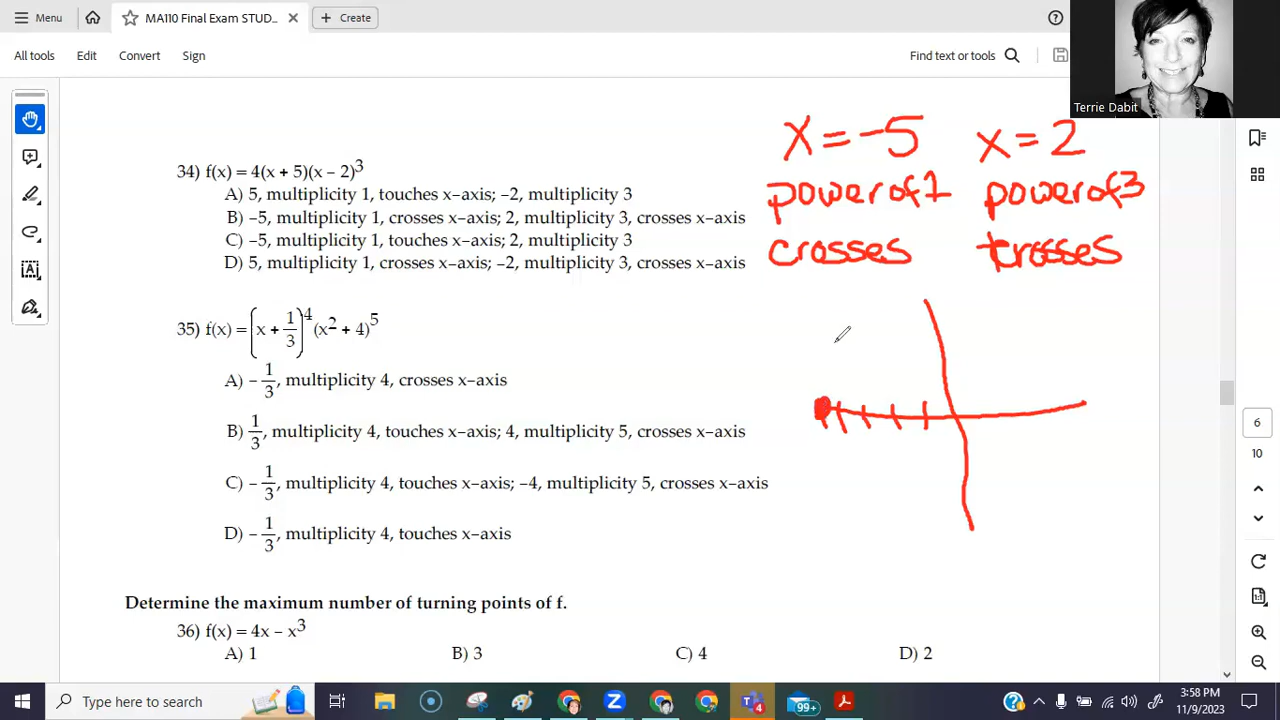 Menu
MA110 Final Exam STUD...
Create
All tools
Edit
Convert
Sign
Find text or tools
Terrie Dabit
34) f(x) = 4(x + 5)(x − 2)^3
A) 5, multiplicity 1, touches x−axis; −2, multiplicity 3
B) −5, multiplicity 1, crosses x−axis; 2, multiplicity 3, crosses x−axis
C) −5, multiplicity 1, touches x−axis; 2, multiplicity 3
D) 5, multiplicity 1, crosses x−axis; −2, multiplicity 3, crosses x−axis
x = -5 x = 2
power of 1 power of 3
crosses crosses
35) f(x) = (x + 1/3)^4 (x^2 + 4)^5
A) − 1/3, multiplicity 4, crosses x−axis
B) 1/3, multiplicity 4, touches x−axis; 4, multiplicity 5, crosses x−axis
C) − 1/3, multiplicity 4, touches x−axis; −4, multiplicity 5, crosses x−axis
D) − 1/3, multiplicity 4, touches x−axis
Determine the maximum number of turning points of f.
36) f(x) = 4x − x^3
A) 1 B) 3 C) 4 D) 2
6
10
Type here to search
4
99+
3:58 PM
11/9/2023